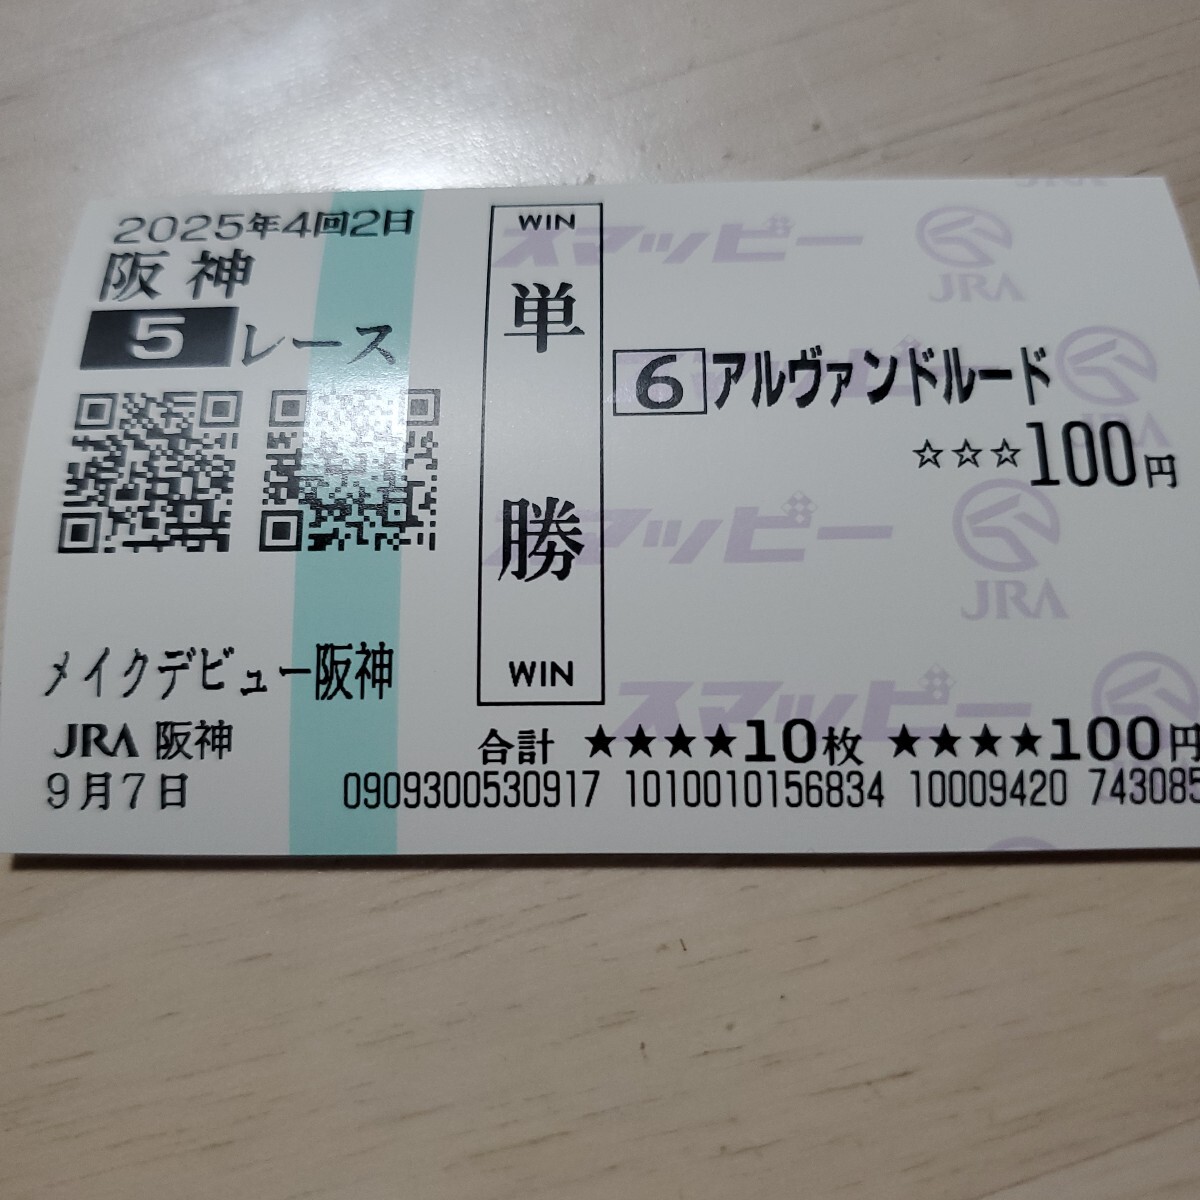 2025年4回2日
阪神
5レース
メイクデビュー阪神
JRA 阪神
9月7日
WIN
単勝
WIN
6 アルヴァンドルード
☆☆☆100円
合計 ★★★★10枚 ★★★★100円
0909300530917 1010010156834 10009420 743085
スマッピー JRA
スマッピー JRA
スマッピー